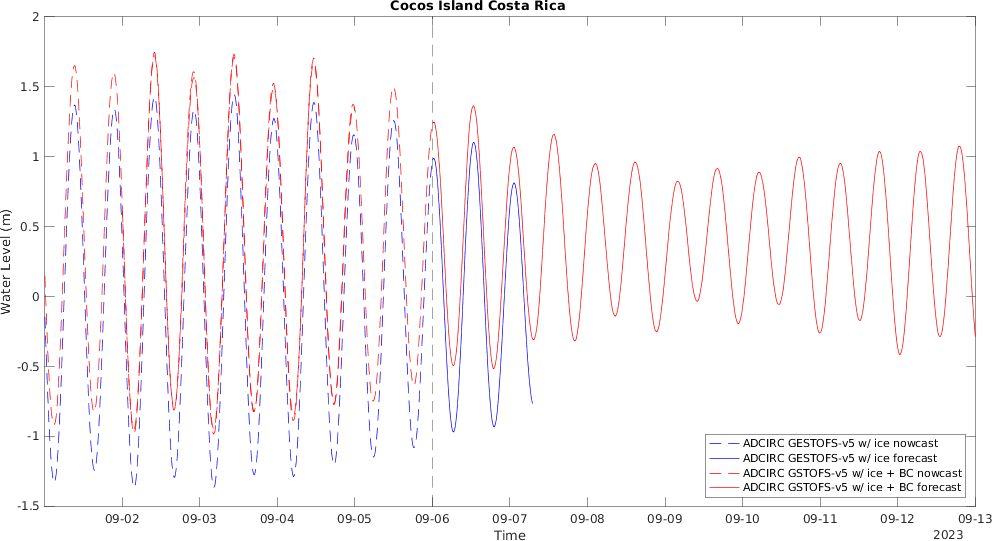 Cocos Island Costa Rica
2
1.5
1
0.5
0
-0.5
-1
-1.5
Water Level (m)
09-02 09-03 09-04 09-05 09-06 09-07 09-08 09-09 09-10 09-11 09-12 09-13
Time
2023
ADCIRC GESTOFS-v5 w/ ice nowcast
ADCIRC GESTOFS-v5 w/ ice forecast
ADCIRC GSTOFS-v5 w/ ice + BC nowcast
ADCIRC GSTOFS-v5 w/ ice + BC forecast